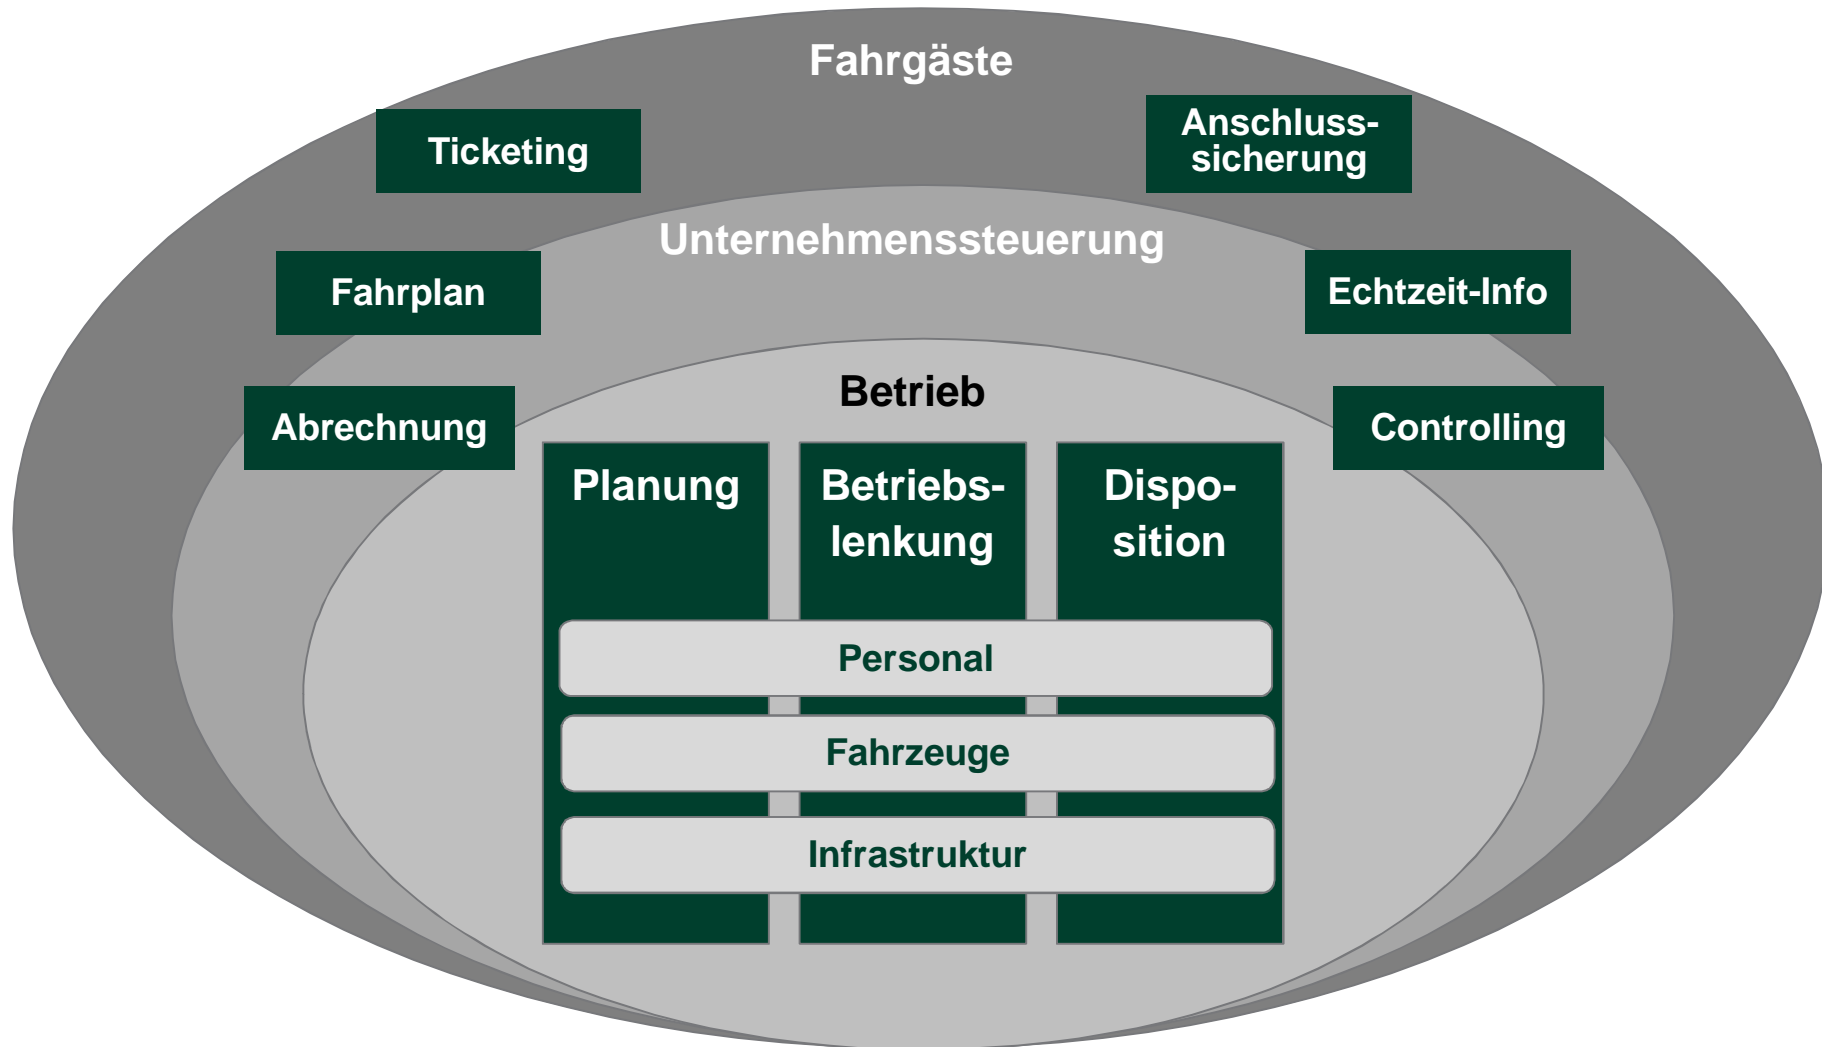 Fahrgäste
Ticketing
Anschluss-
sicherung
Unternehmenssteuerung
Fahrplan
Echtzeit-Info
Abrechnung
Betrieb
Controlling
Planung
Betriebs-
lenkung
Dispo-
sition
Personal
Fahrzeuge
Infrastruktur